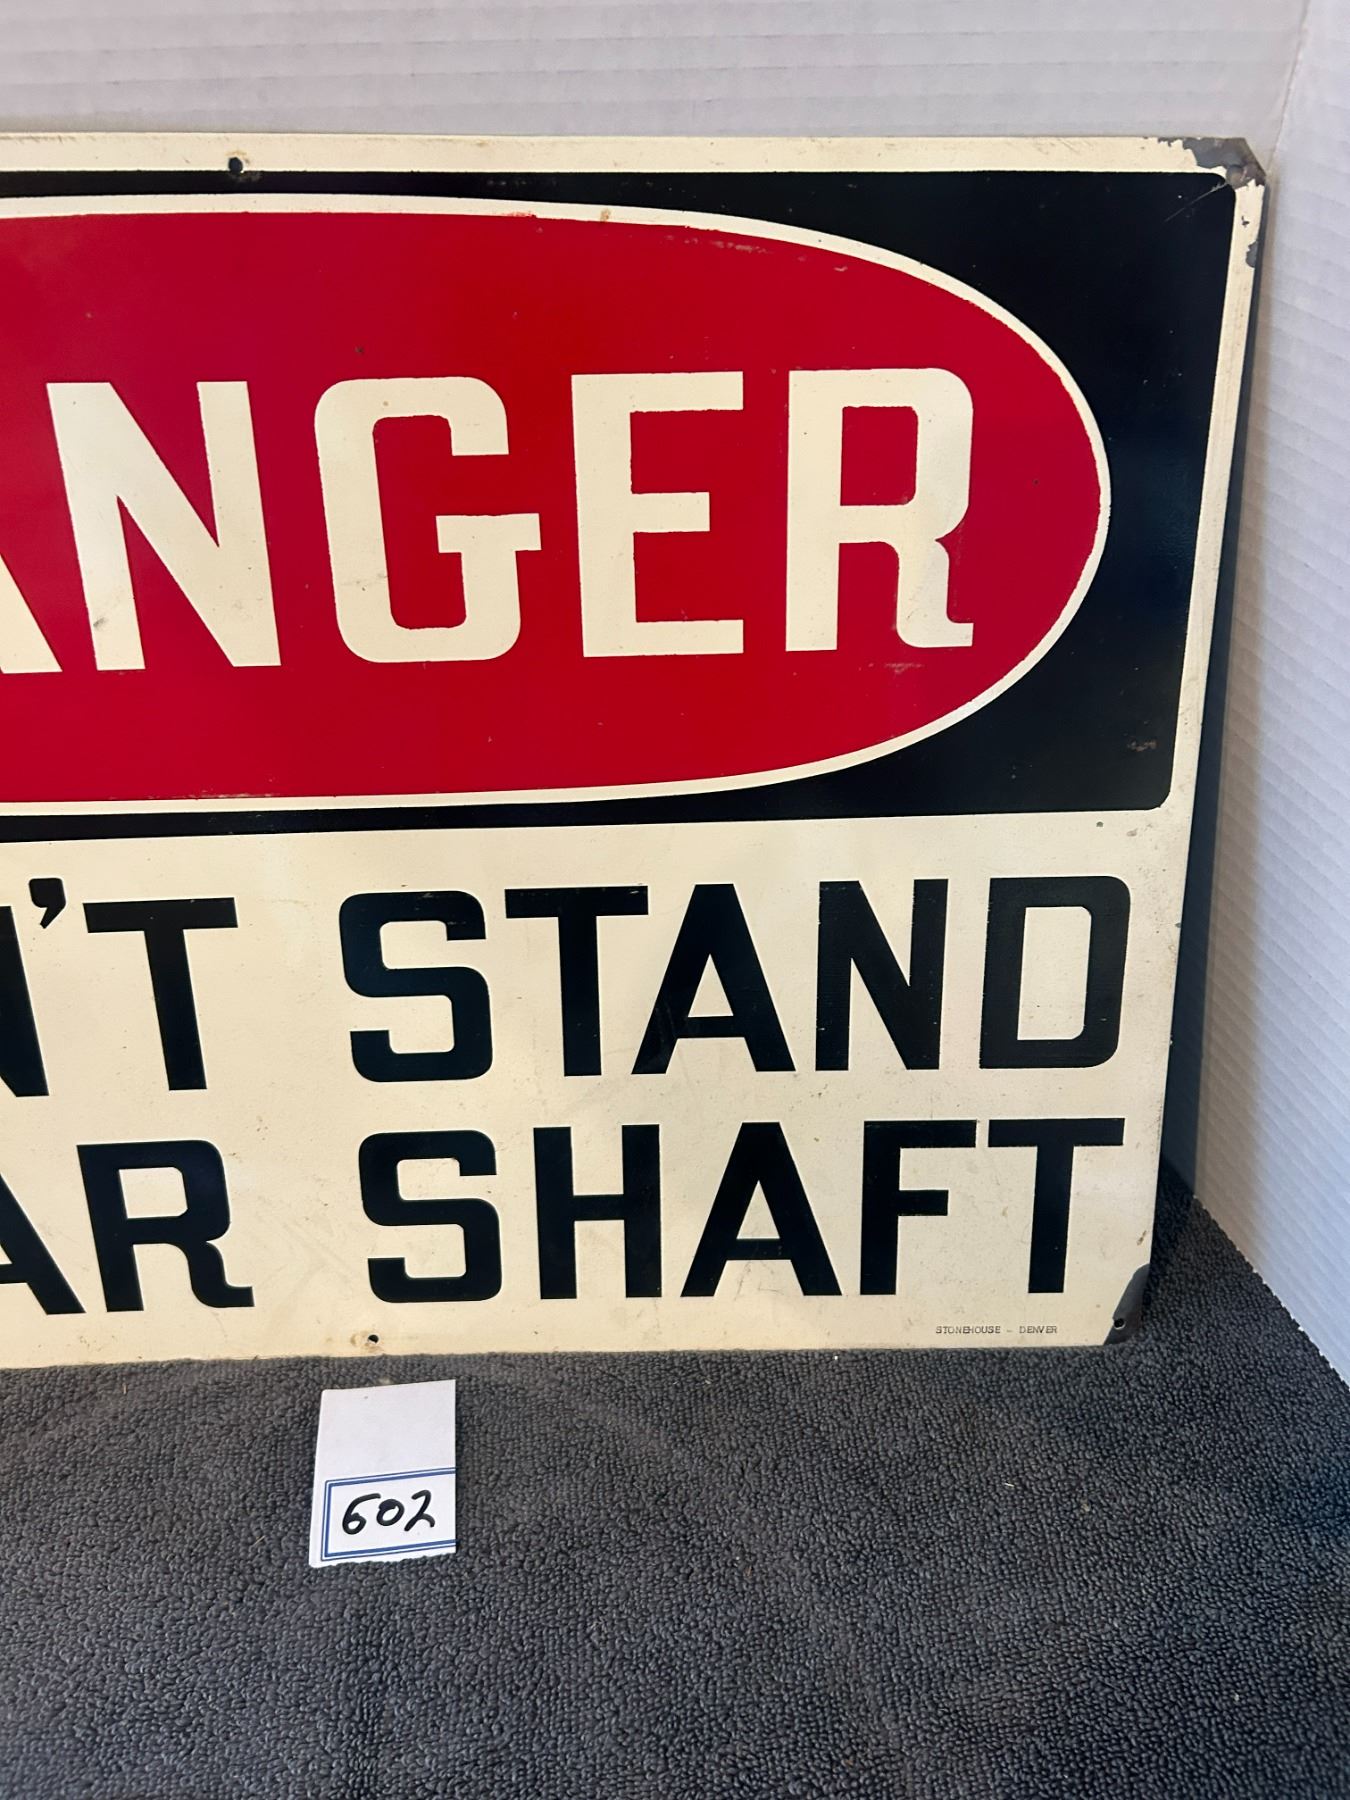 ANGER
N'T STAND
AR SHAFT
STONEHOUSE - DENVER
602